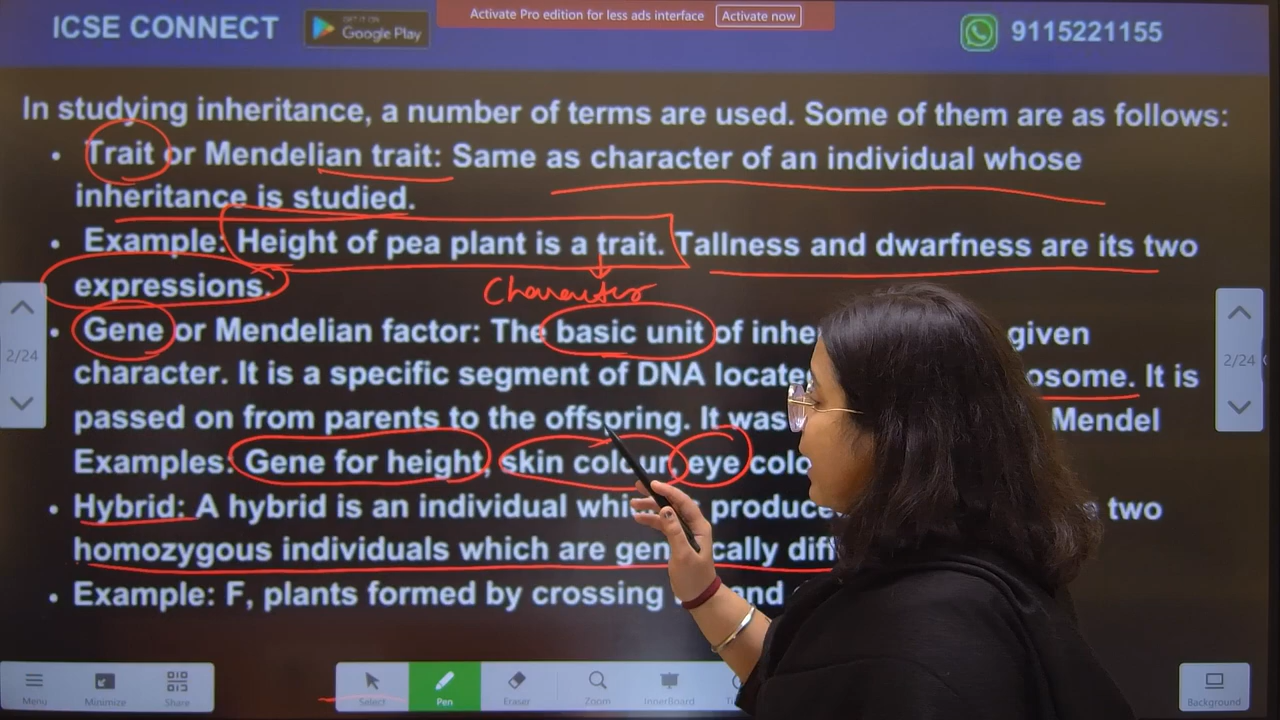 Activate Pro edition for less ads interface Activate now
ICSE CONNECT GET IT ON Google Play 9115221155
In studying inheritance, a number of terms are used. Some of them are as follows:
• Trait or Mendelian trait: Same as character of an individual whose
inheritance is studied.
• Example: Height of pea plant is a trait. Tallness and dwarfness are its two
expressions.
Character
• Gene or Mendelian factor: The basic unit of inhe given
character. It is a specific segment of DNA locate osome. It is
2/24 2/24
passed on from parents to the offspring. It was Mendel
Examples: Gene for height, skin colour, eye colo
• Hybrid: A hybrid is an individual whi produce two
homozygous individuals which are gen cally diff
• Example: F, plants formed by crossing and
Menu Minimize Share Select Pen Eraser Zoom InnerBoard Background